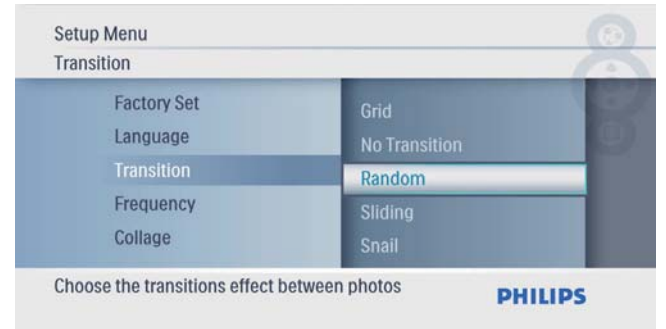 Setup Menu
Transition
Factory Set
Language
Transition
Frequency
Collage
Grid
No Transition
Random
Sliding
Snail
Choose the transitions effect between photos
PHILIPS